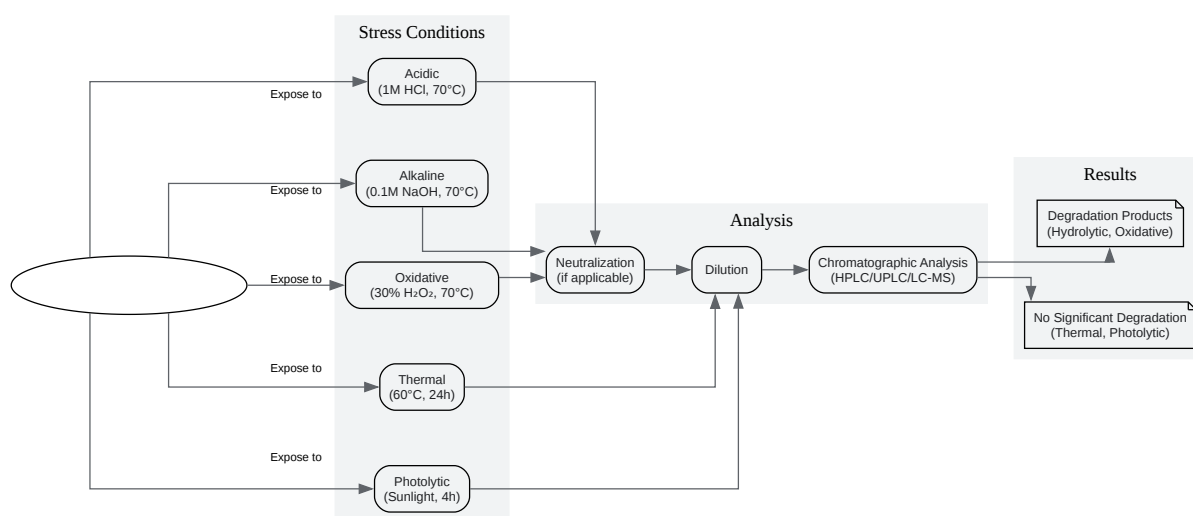 Stress Conditions
Expose to
Acidic
(1M HCl, 70°C)
Expose to
Alkaline
(0.1M NaOH, 70°C)
Expose to
Oxidative
(30% H₂O₂, 70°C)
Expose to
Thermal
(60°C, 24h)
Expose to
Photolytic
(Sunlight, 4h)
Analysis
Neutralization
(if applicable)
Dilution
Chromatographic Analysis
(HPLC/UPLC/LC-MS)
Results
Degradation Products
(Hydrolytic, Oxidative)
No Significant Degradation
(Thermal, Photolytic)